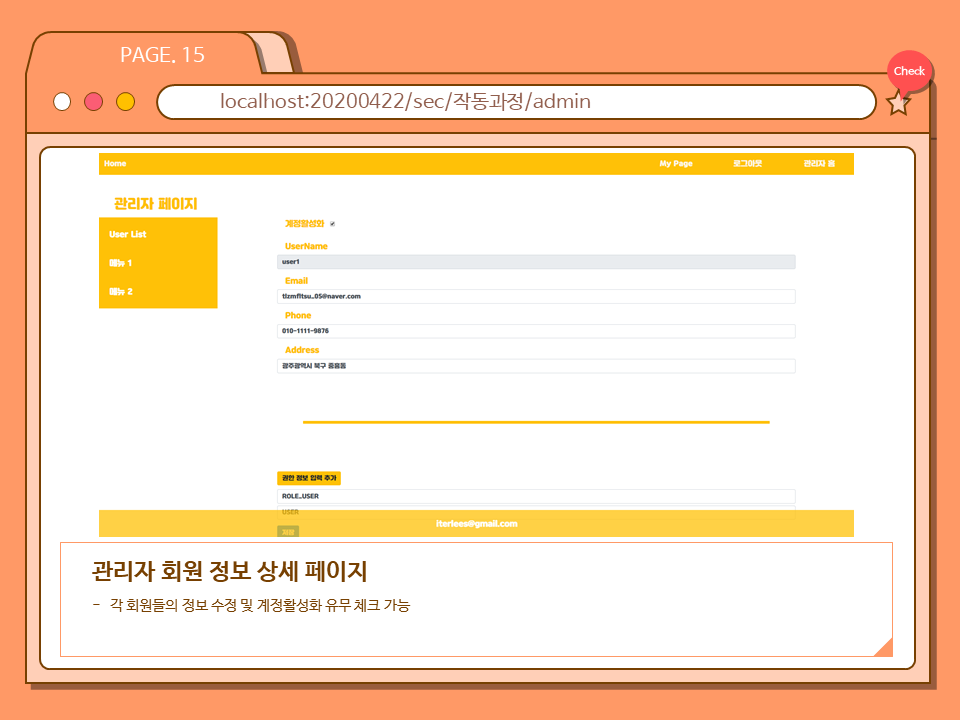 PAGE. 15
Check
localhost:20200422/sec/작동과정/admin
Home My Page 로그아웃 관리자 홈
관리자 페이지
User List
메뉴 1
메뉴 2
계정활성화
UserName
user1
Email
tlzmfltsu_05@naver.com
Phone
010-1111-9876
Address
광주광역시 북구 중흥동
권한 정보 입력 추가
ROLE_USER
USER
저장
iterlees@gmail.com
관리자 회원 정보 상세 페이지
- 각 회원들의 정보 수정 및 계정활성화 유무 체크 가능